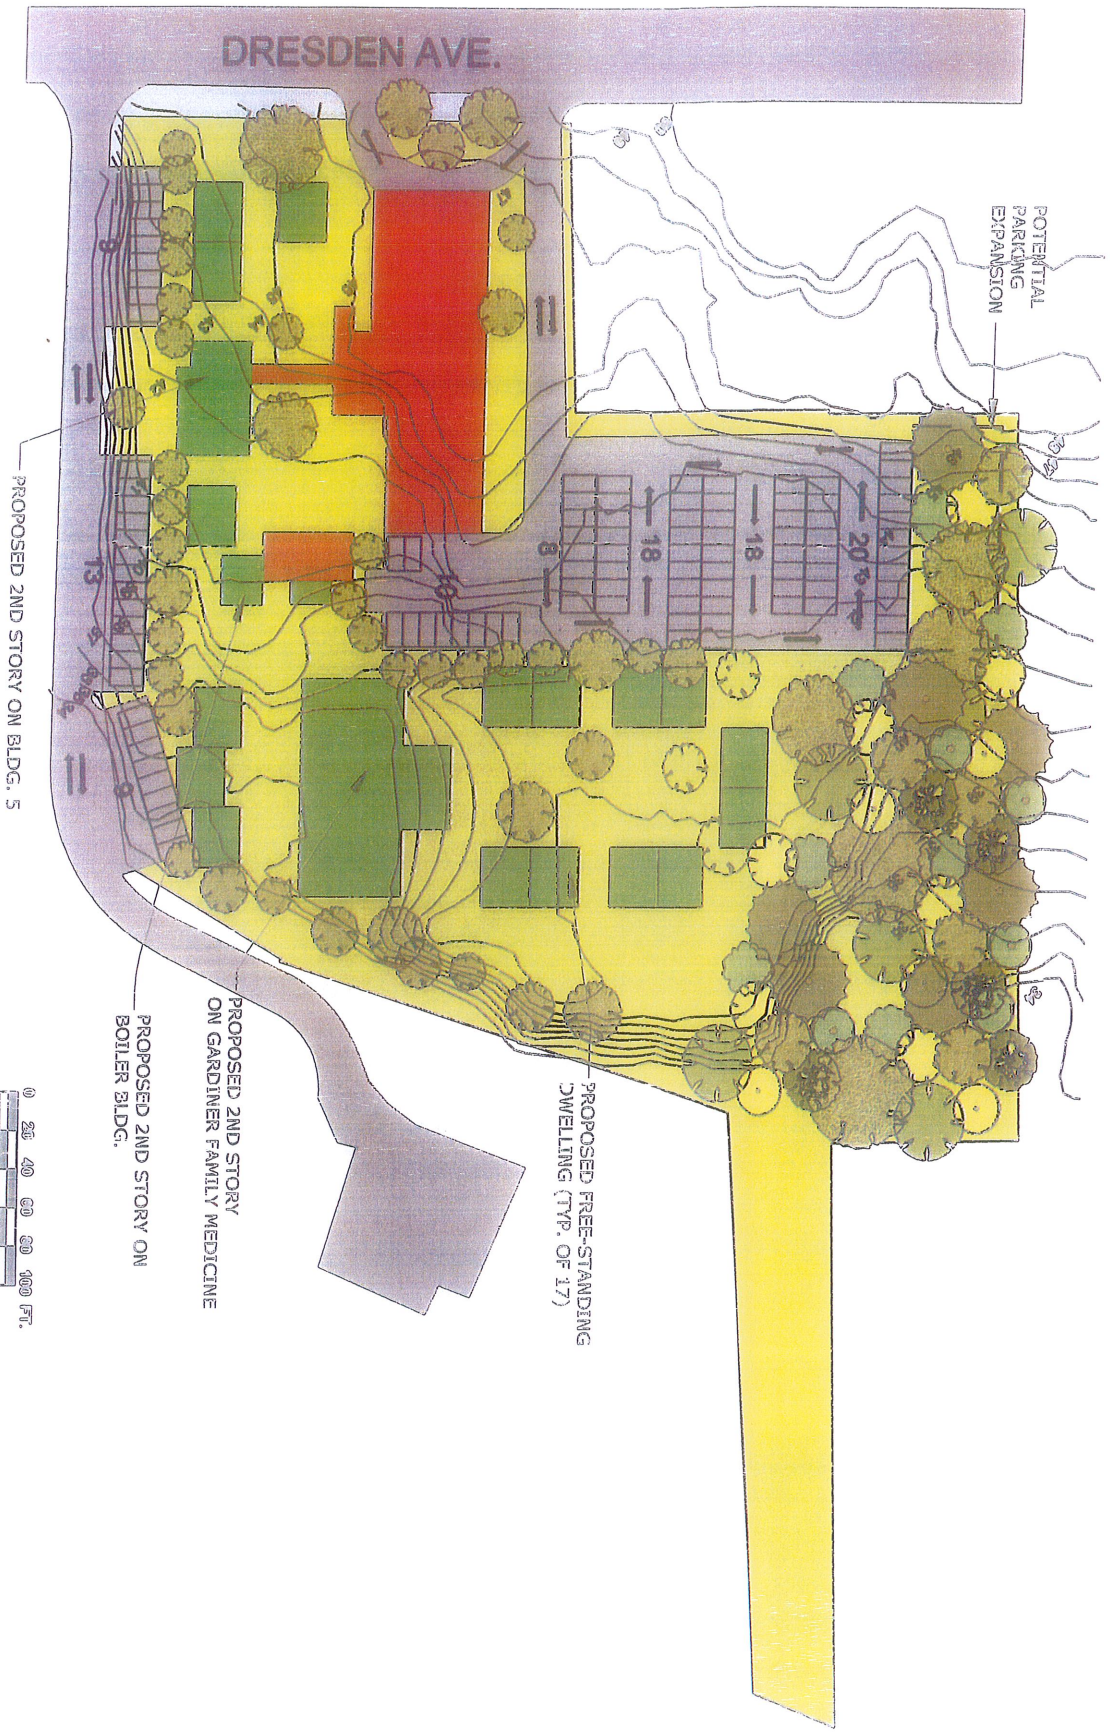 DRESDEN AVE.
POTENTIAL
PARKING
EXPANSION
20
18
18
8
10
9
13
9
PROPOSED 2ND STORY ON BLDG. 5
PROPOSED 2ND STORY
ON GARDINER FAMILY MEDICINE
PROPOSED 2ND STORY ON
BOILER BLDG.
PROPOSED FREE-STANDING
DWELLING (TYP. OF 17)
0 20 40 60 80 100 FT.